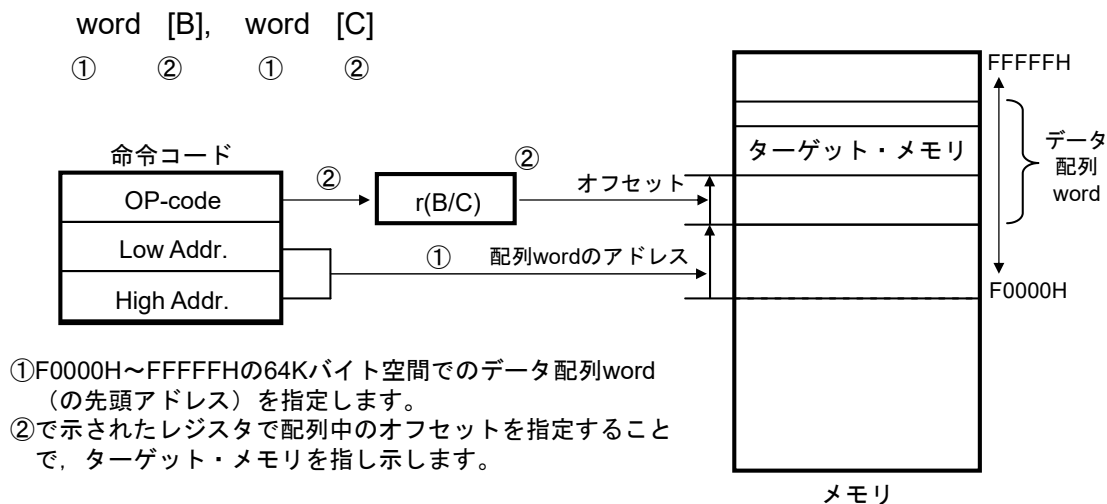 word [B], word [C]
① ② ① ②
FFFFFH
命令コード
OP-code
Low Addr.
High Addr.
②
r(B/C)
②
オフセット
①
配列wordのアドレス
ターゲット・メモリ
データ
配列
word
F0000H
①F0000H~FFFFFHの64Kバイト空間でのデータ配列word
(の先頭アドレス)を指定します。
②で示されたレジスタで配列中のオフセットを指定すること
で,ターゲット・メモリを指し示します。
メモリ